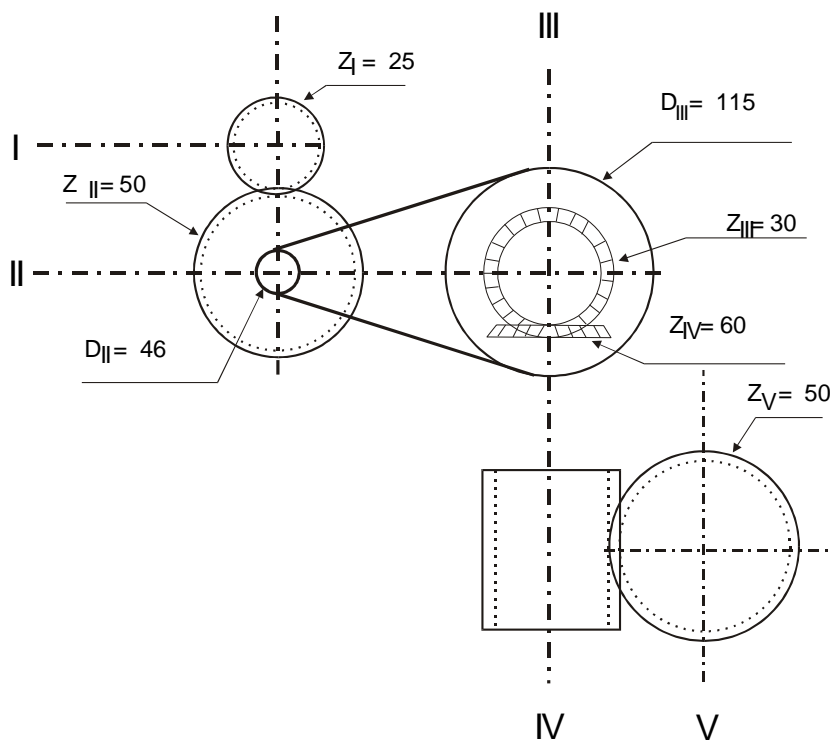 III
Z_I = 25
D_III = 115
I
Z_II = 50
Z_III = 30
II
Z_IV = 60
D_II = 46
Z_V = 50
IV
V